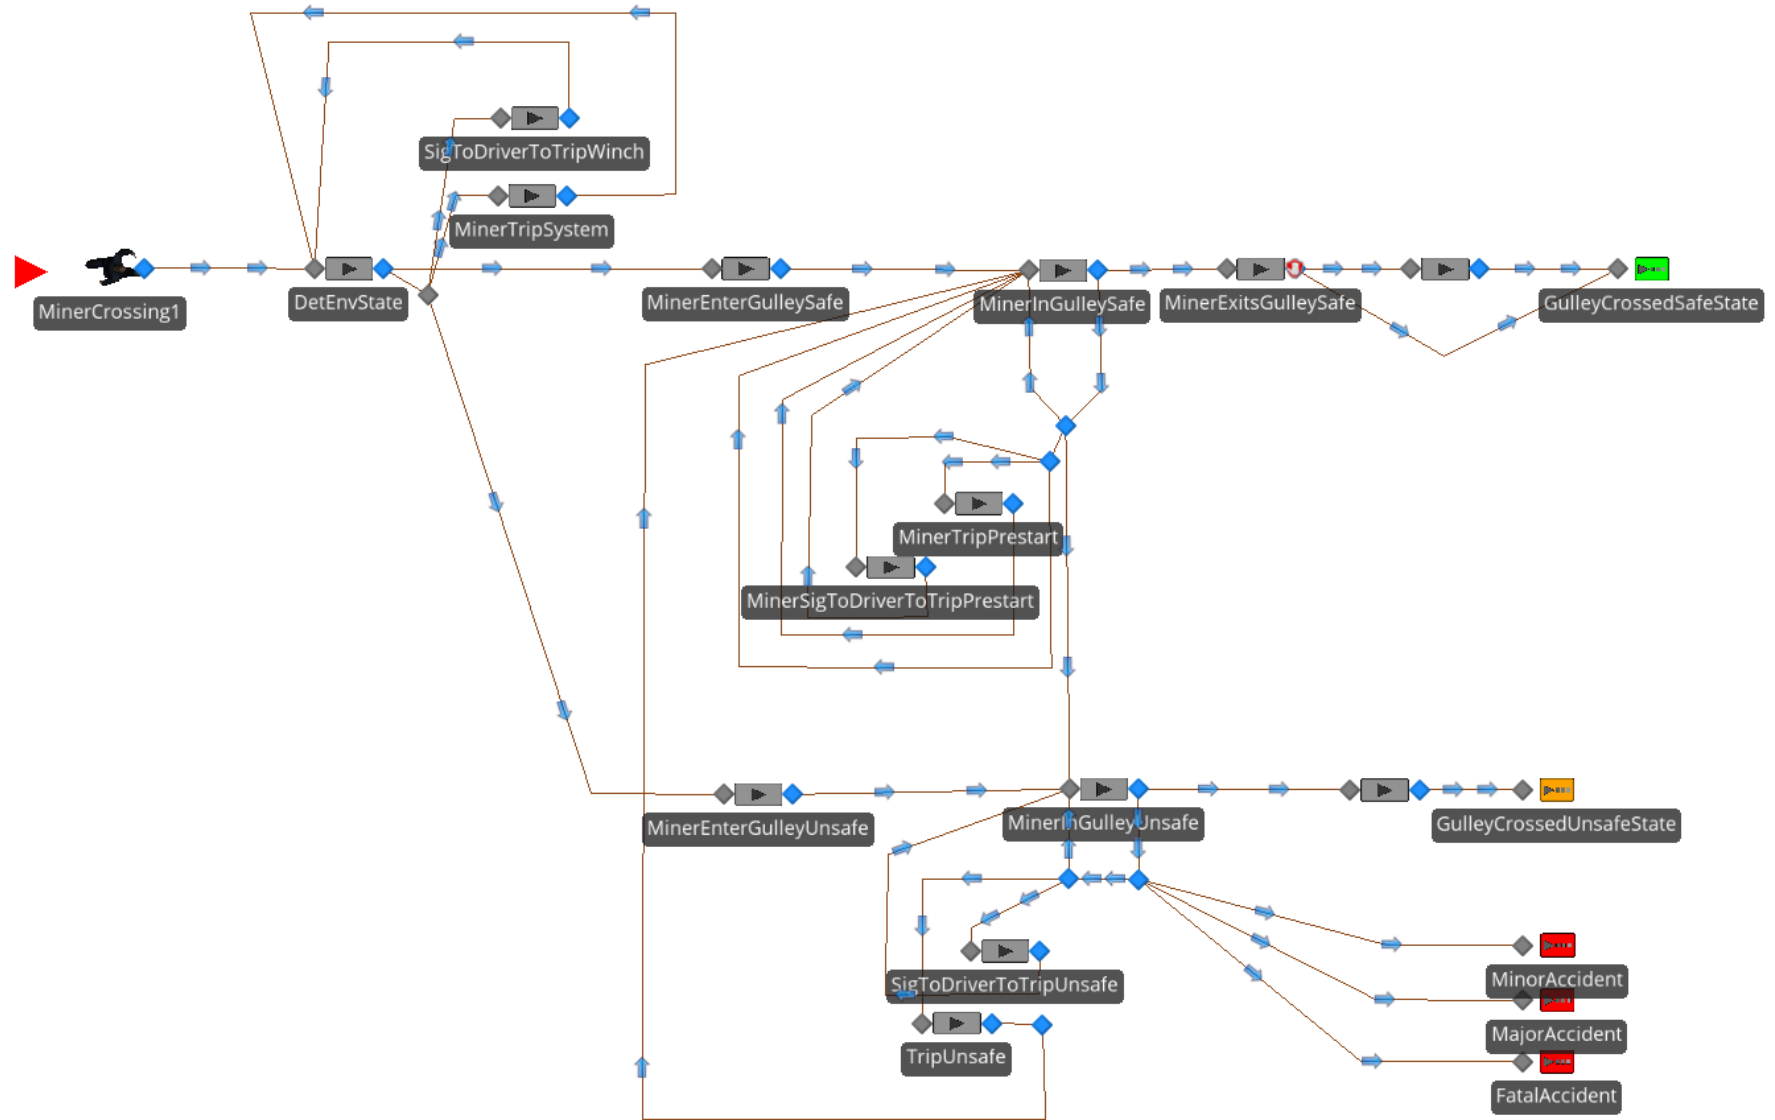 SigToDriverToTripWinch
MinerTripSystem
MinerCrossing1
DetEnvState
MinerEnterGulleySafe
MinerInGulleySafe
MinerExitsGulleySafe
GulleyCrossedSafeState
MinerTripPrestart
MinerSigToDriverToTripPrestart
MinerEnterGulleyUnsafe
MinerInGulleyUnsafe
GulleyCrossedUnsafeState
SigToDriverToTripUnsafe
MinorAccident
MajorAccident
TripUnsafe
FatalAccident